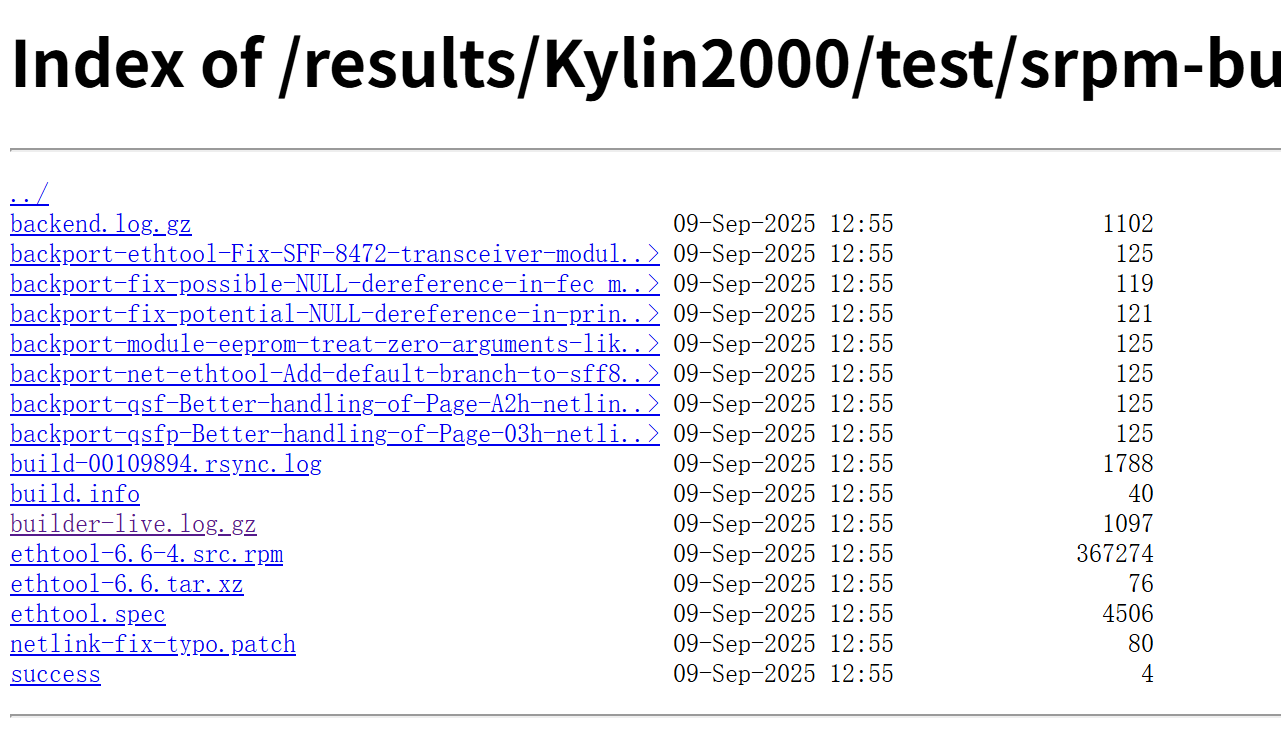 Index of /results/Kylin2000/test/srpm-bu
../
backend.log.gz 09-Sep-2025 12:55 1102
backport-ethtool-Fix-SFF-8472-transceiver-modul..> 09-Sep-2025 12:55 125
backport-fix-possible-NULL-dereference-in-fec_m..> 09-Sep-2025 12:55 119
backport-fix-potential-NULL-dereference-in-prin..> 09-Sep-2025 12:55 121
backport-module-eeprom-treat-zero-arguments-lik..> 09-Sep-2025 12:55 125
backport-net-ethtool-Add-default-branch-to-sff8..> 09-Sep-2025 12:55 125
backport-qsf-Better-handling-of-Page-A2h-netlin..> 09-Sep-2025 12:55 125
backport-qsfp-Better-handling-of-Page-03h-netli..> 09-Sep-2025 12:55 125
build-00109894.rsync.log 09-Sep-2025 12:55 1788
build.info 09-Sep-2025 12:55 40
builder-live.log.gz 09-Sep-2025 12:55 1097
ethtool-6.6-4.src.rpm 09-Sep-2025 12:55 367274
ethtool-6.6.tar.xz 09-Sep-2025 12:55 76
ethtool.spec 09-Sep-2025 12:55 4506
netlink-fix-typo.patch 09-Sep-2025 12:55 80
success 09-Sep-2025 12:55 4